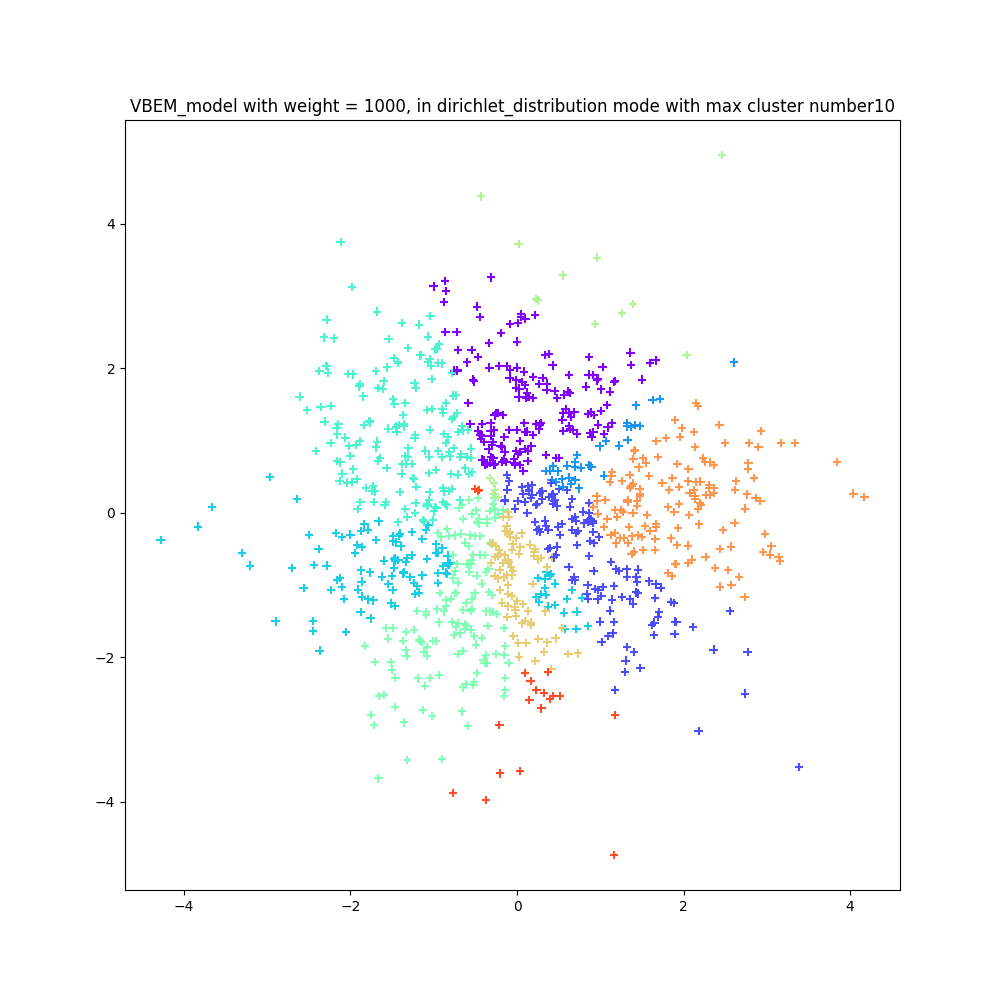 VBEM_model with weight = 1000, in dirichlet_distribution mode with max cluster number10
4
2
0
−2
−4
−4 −2 0 2 4